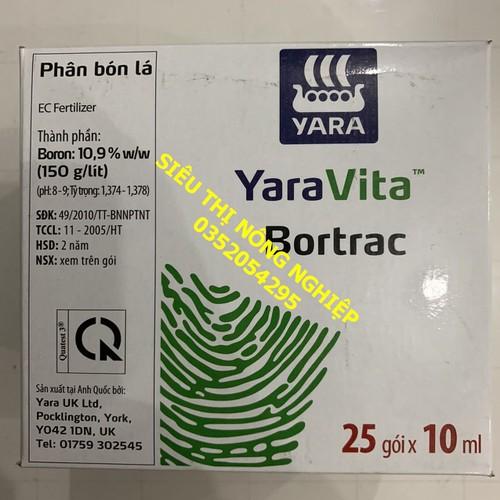 Phân bón lá
EC Fertilizer
Thành phần:
Boron: 10,9 % w/w
(150 g/lít)
(pH: 8 - 9; Tỷ trọng: 1,374 - 1,378)
SĐK: 49/2010/TT-BNNPTNT
TCCL: 11 - 2005/HT
HSD: 2 năm
NSX: xem trên gói
Quatest 3®
Sản xuất tại Anh Quốc bởi:
Yara UK Ltd,
Pocklington, York,
YO42 1DN, UK
Tel: 01759 302545
YARA
YaraVita™
Bortrac
SIÊU THỊ NÔNG NGHIỆP
0352054295
25 gói x 10 ml